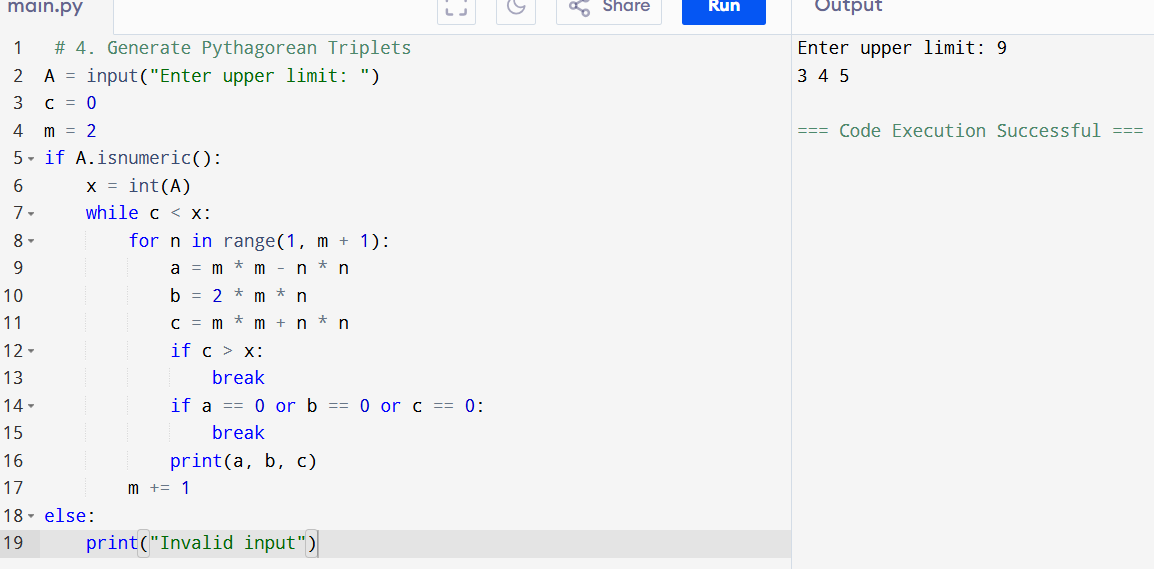 main.py
Share
Run
Output
1 # 4. Generate Pythagorean Triplets
2 A = input("Enter upper limit: ")
3 c = 0
4 m = 2
5 if A.isnumeric():
6     x = int(A)
7     while c < x:
8         for n in range(1, m + 1):
9             a = m * m - n * n
10             b = 2 * m * n
11             c = m * m + n * n
12             if c > x:
13                 break
14             if a == 0 or b == 0 or c == 0:
15                 break
16             print(a, b, c)
17         m += 1
18 else:
19     print("Invalid input")
Enter upper limit: 9
3 4 5
=== Code Execution Successful ===